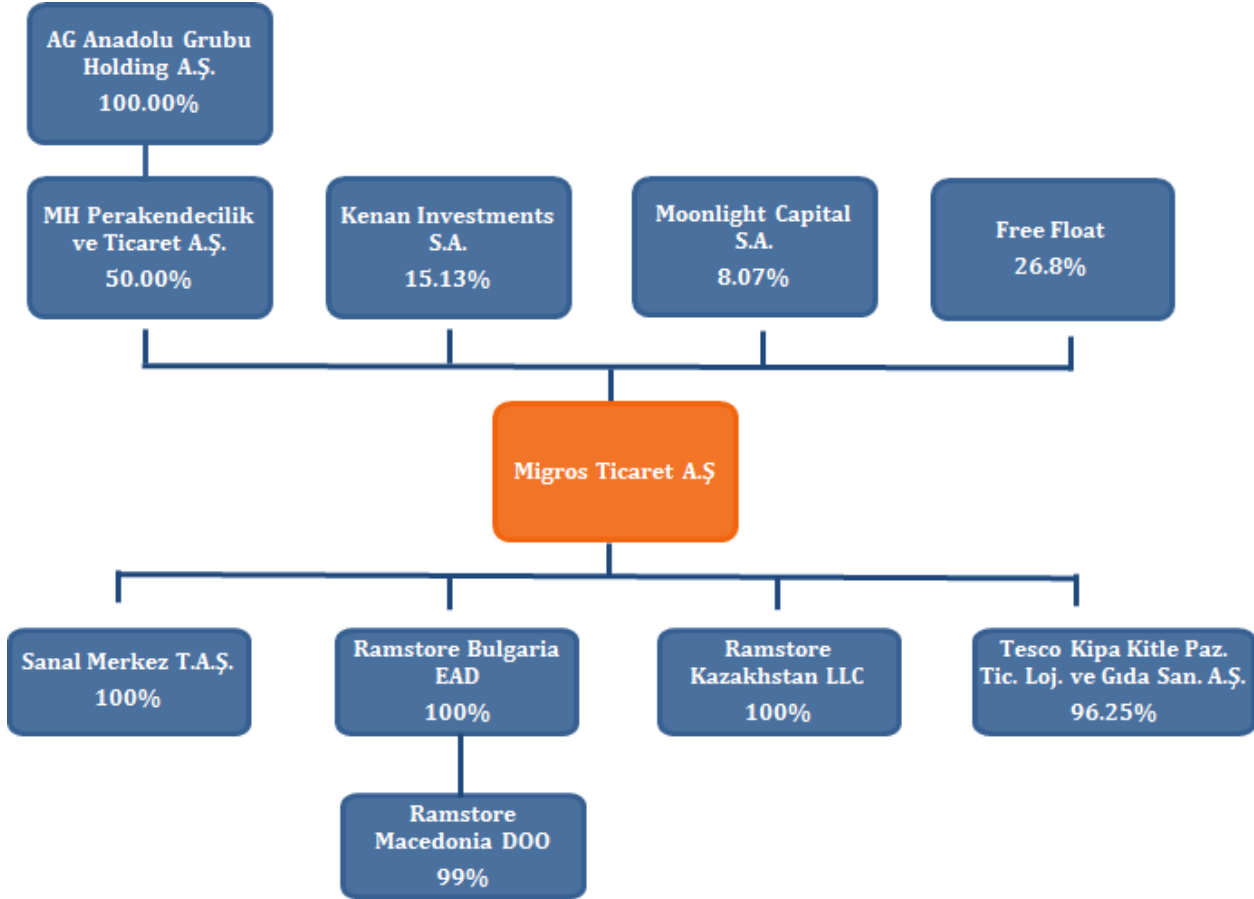 AG Anadolu Grubu
Holding A.Ş.
100.00%
MH Perakendecilik
ve Ticaret A.Ş.
50.00%
Kenan Investments
S.A.
15.13%
Moonlight Capital
S.A.
8.07%
Free Float
26.8%
Migros Ticaret A.Ş
Sanal Merkez T.A.Ş.
100%
Ramstore Bulgaria
EAD
100%
Ramstore
Kazakhstan LLC
100%
Tesco Kipa Kitle Paz.
Tic. Loj. ve Gıda San. A.Ş.
96.25%
Ramstore
Macedonia DOO
99%